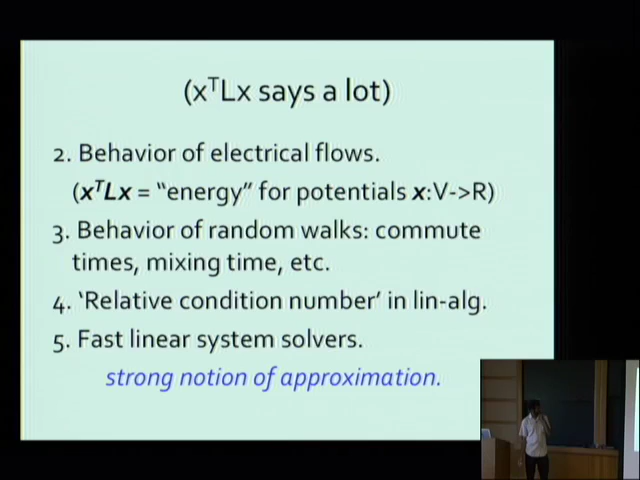 (xᵀLx says a lot)
2. Behavior of electrical flows.
(xᵀLx = “energy” for potentials x:V->R)
3. Behavior of random walks: commute
times, mixing time, etc.
4. ‘Relative condition number’ in lin-alg.
5. Fast linear system solvers.
strong notion of approximation.